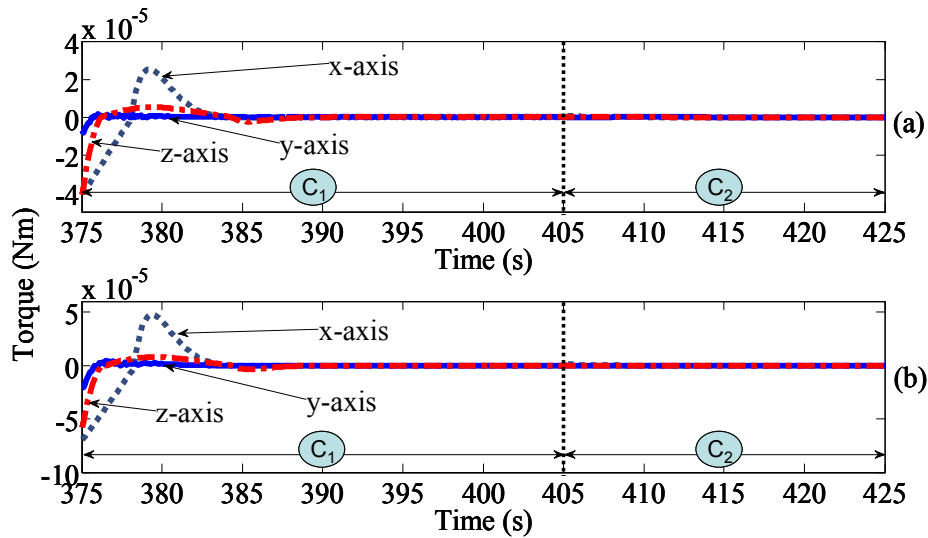 x 10⁻⁵
4
2
0
-2
-4
x-axis
z-axis
y-axis
(a)
C₁
C₂
375 380 385 390 395 400 405 410 415 420 425
Time (s)
Torque (Nm)
x 10⁻⁵
5
0
-5
-10
x-axis
z-axis
y-axis
(b)
C₁
C₂
375 380 385 390 395 400 405 410 415 420 425
Time (s)